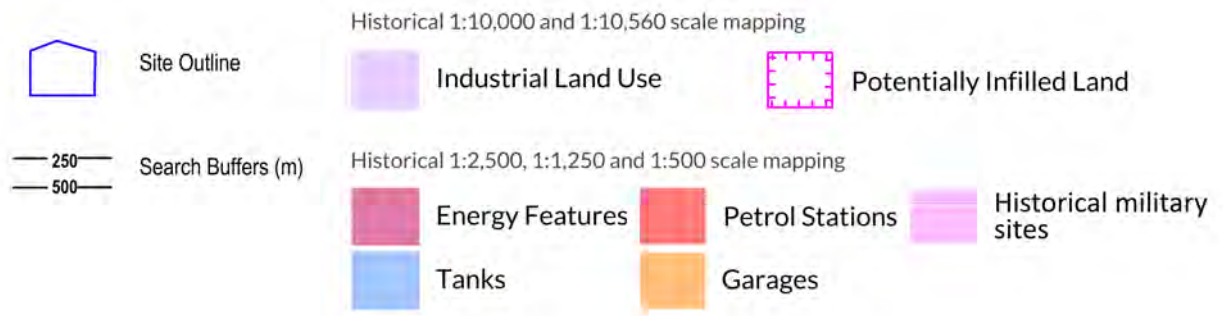 Historical 1:10,000 and 1:10,560 scale mapping
Site Outline
Industrial Land Use
Potentially Infilled Land
250
500
Search Buffers (m)
Historical 1:2,500, 1:1,250 and 1:500 scale mapping
Energy Features
Petrol Stations
Historical military
sites
Tanks
Garages